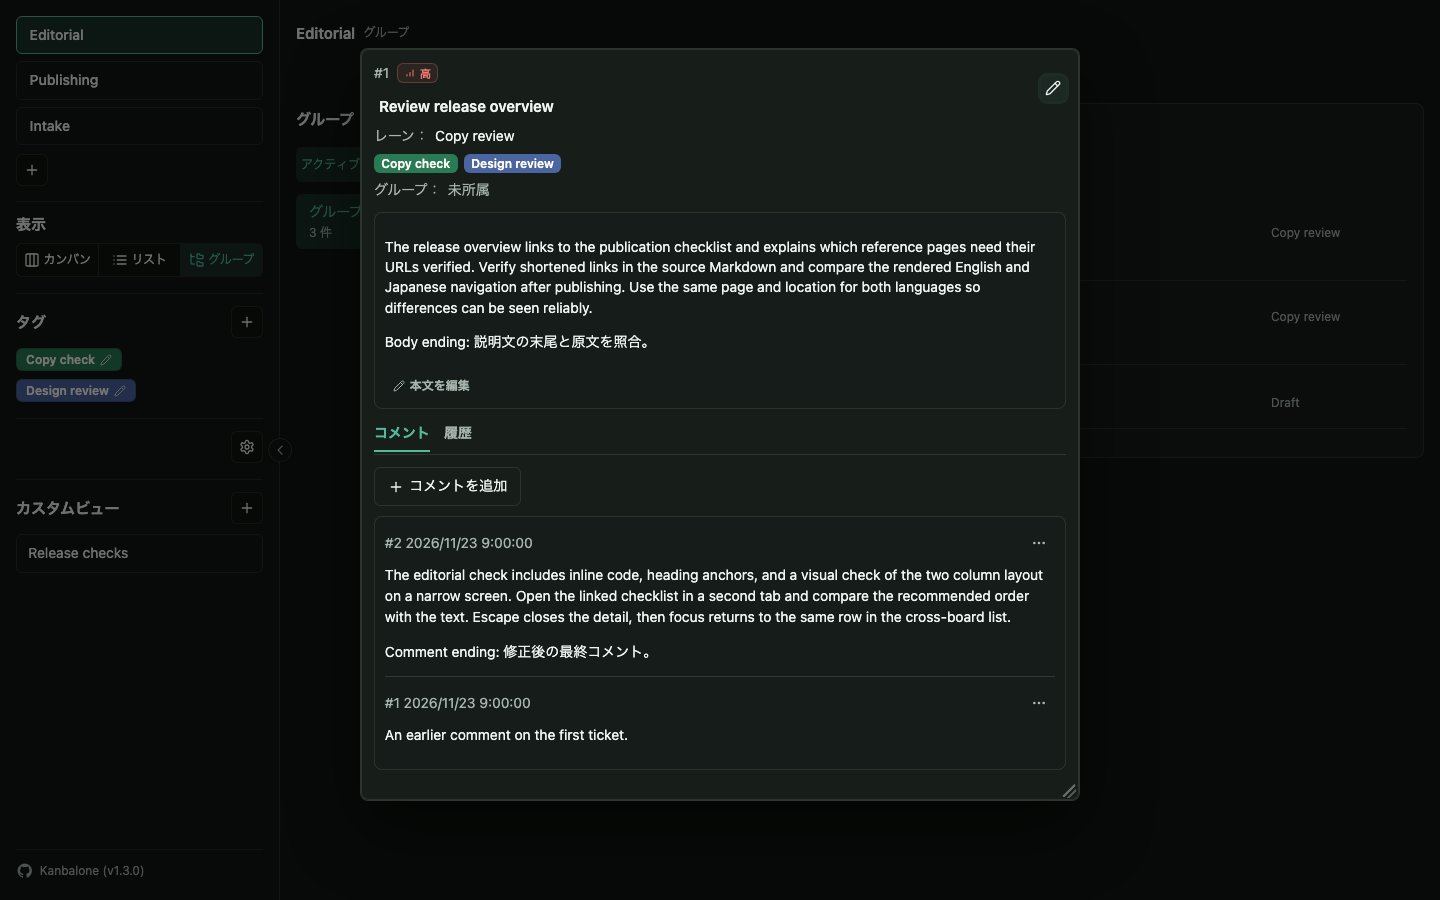 Editorial
Publishing
Intake
表示
カンバン
リスト
グループ
タグ
Copy check
Design review
カスタムビュー
Release checks
Kanbalone (v1.3.0)
Editorial グループ
グループ
アクティブ
グループ
3 件
#1 高
Review release overview
レーン： Copy review
Copy check Design review
グループ： 未所属
The release overview links to the publication checklist and explains which reference pages need their
URLs verified. Verify shortened links in the source Markdown and compare the rendered English and
Japanese navigation after publishing. Use the same page and location for both languages so
differences can be seen reliably.
Body ending: 説明文の末尾と原文を照合。
本文を編集
コメント 履歴
コメントを追加
#2 2026/11/23 9:00:00
The editorial check includes inline code, heading anchors, and a visual check of the two column layout
on a narrow screen. Open the linked checklist in a second tab and compare the recommended order
with the text. Escape closes the detail, then focus returns to the same row in the cross-board list.
Comment ending: 修正後の最終コメント。
#1 2026/11/23 9:00:00
An earlier comment on the first ticket.
Copy review
Copy review
Draft